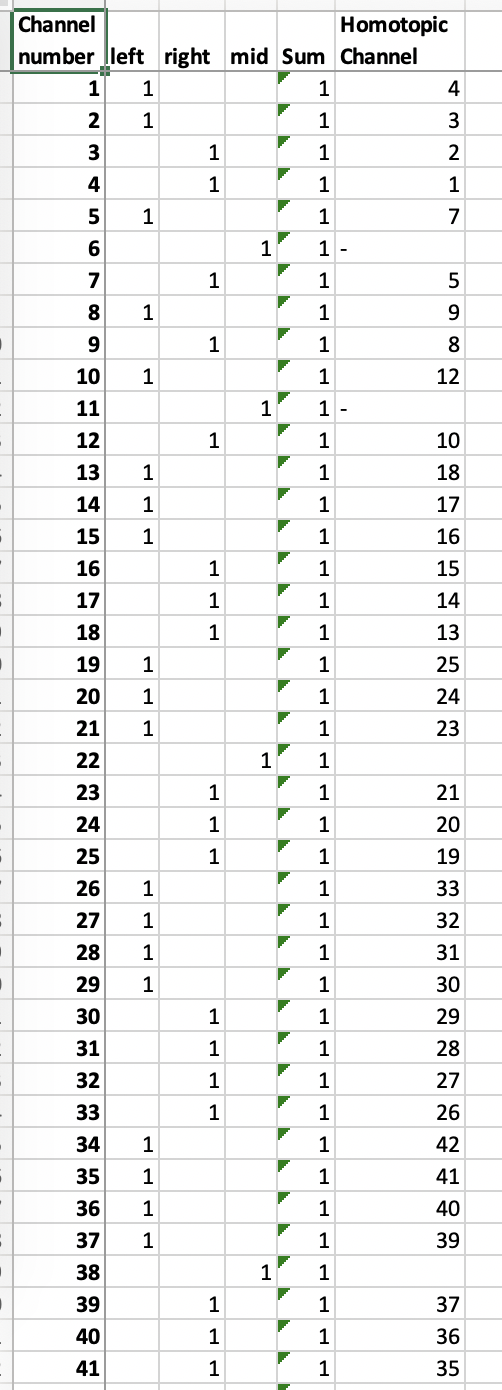 Channel number left right mid Sum Homotopic Channel
1 1 1 4
2 1 1 3
3 1 1 2
4 1 1 1
5 1 1 7
6 1 1 -
7 1 1 5
8 1 1 9
9 1 1 8
10 1 1 12
11 1 1 -
12 1 1 10
13 1 1 18
14 1 1 17
15 1 1 16
16 1 1 15
17 1 1 14
18 1 1 13
19 1 1 25
20 1 1 24
21 1 1 23
22 1 1
23 1 1 21
24 1 1 20
25 1 1 19
26 1 1 33
27 1 1 32
28 1 1 31
29 1 1 30
30 1 1 29
31 1 1 28
32 1 1 27
33 1 1 26
34 1 1 42
35 1 1 41
36 1 1 40
37 1 1 39
38 1 1
39 1 1 37
40 1 1 36
41 1 1 35